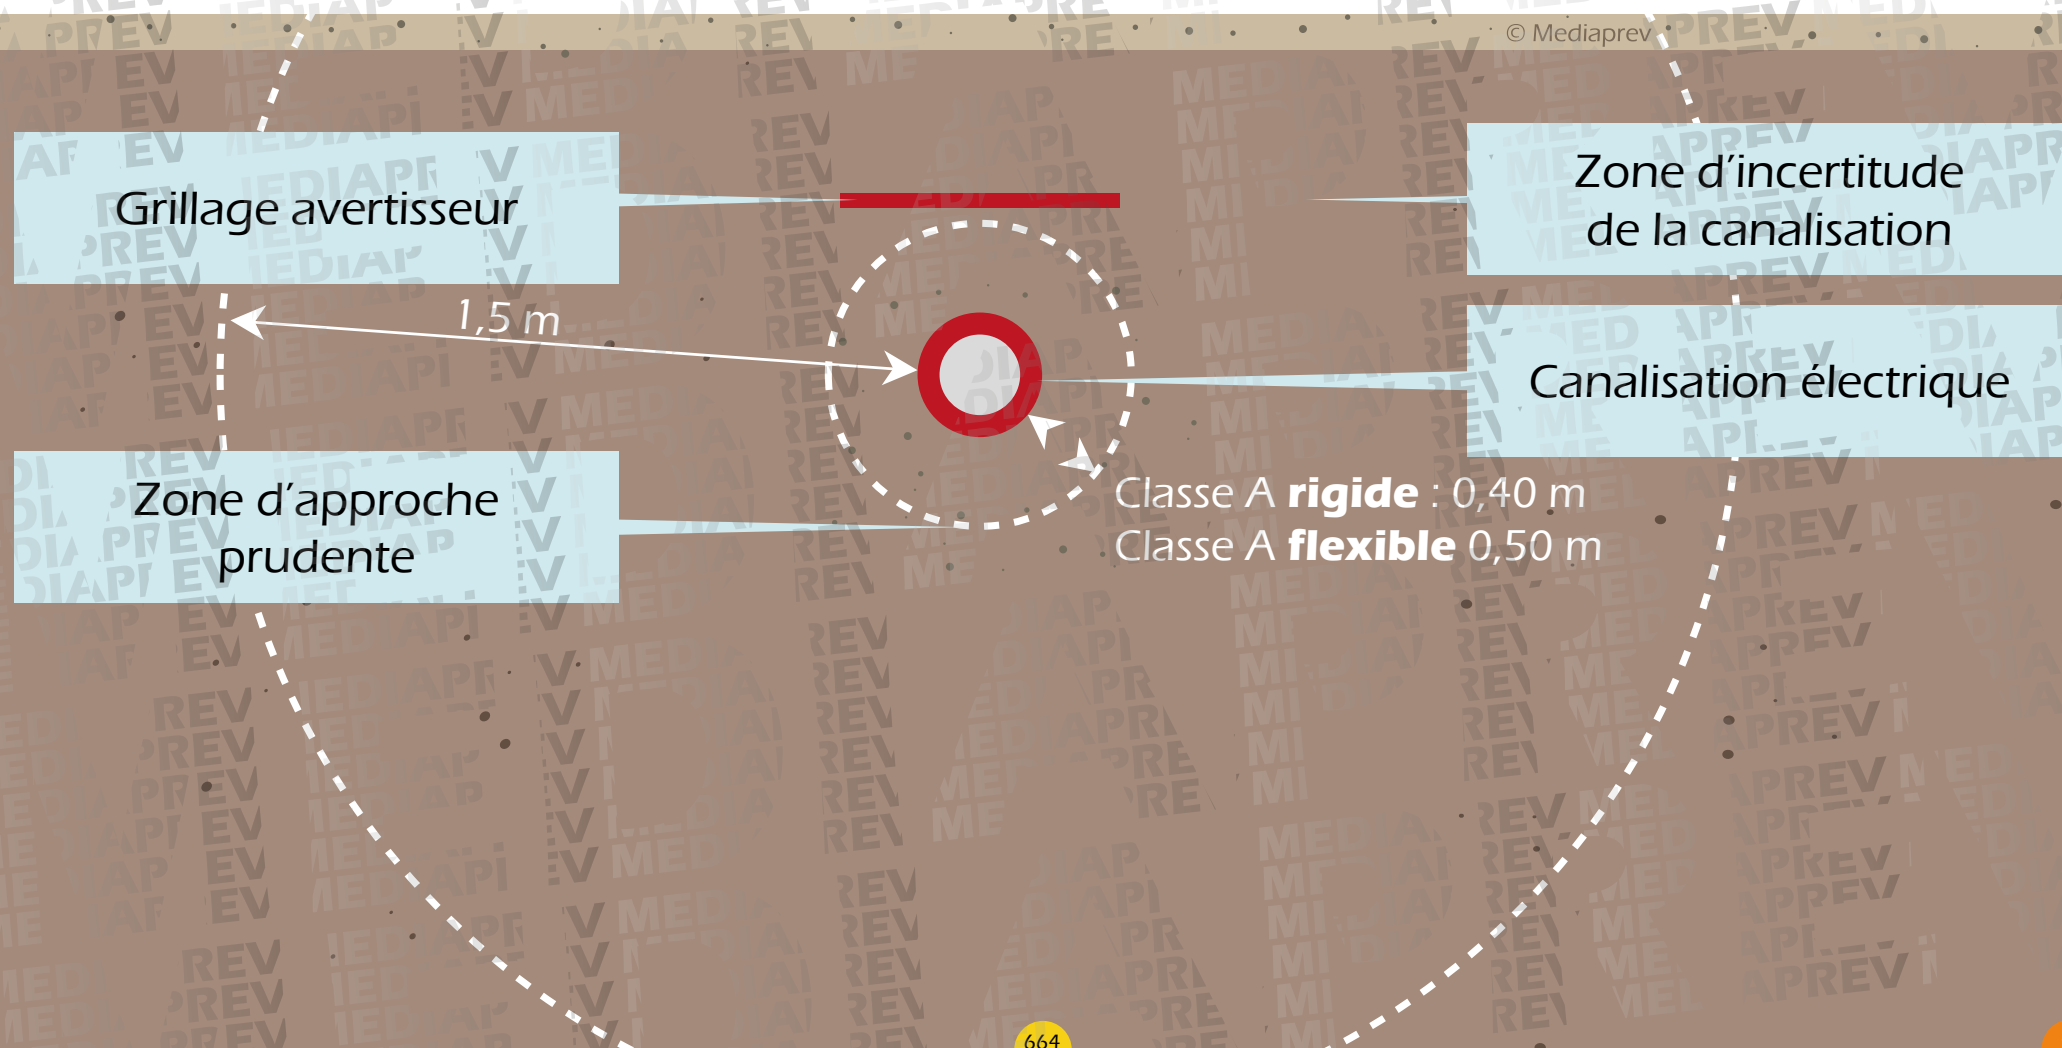 © Mediaprev
Grillage avertisseur
Zone d'incertitude
de la canalisation
1,5 m
Canalisation électrique
Zone d'approche
prudente
Classe A rigide : 0,40 m
Classe A flexible 0,50 m
664